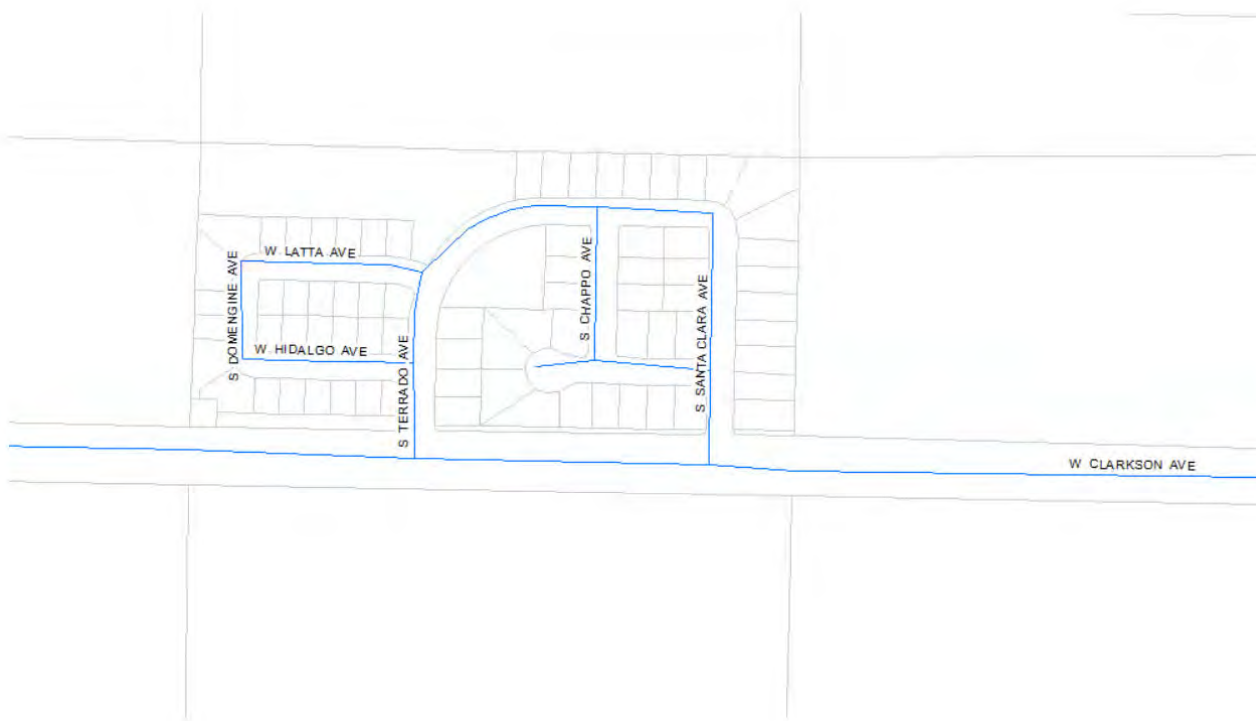 W LATTA AVE
S DOMENGINE AVE
W HIDALGO AVE
S TERRADO AVE
S CHAPPO AVE
S SANTA CLARA AVE
W CLARKSON AVE